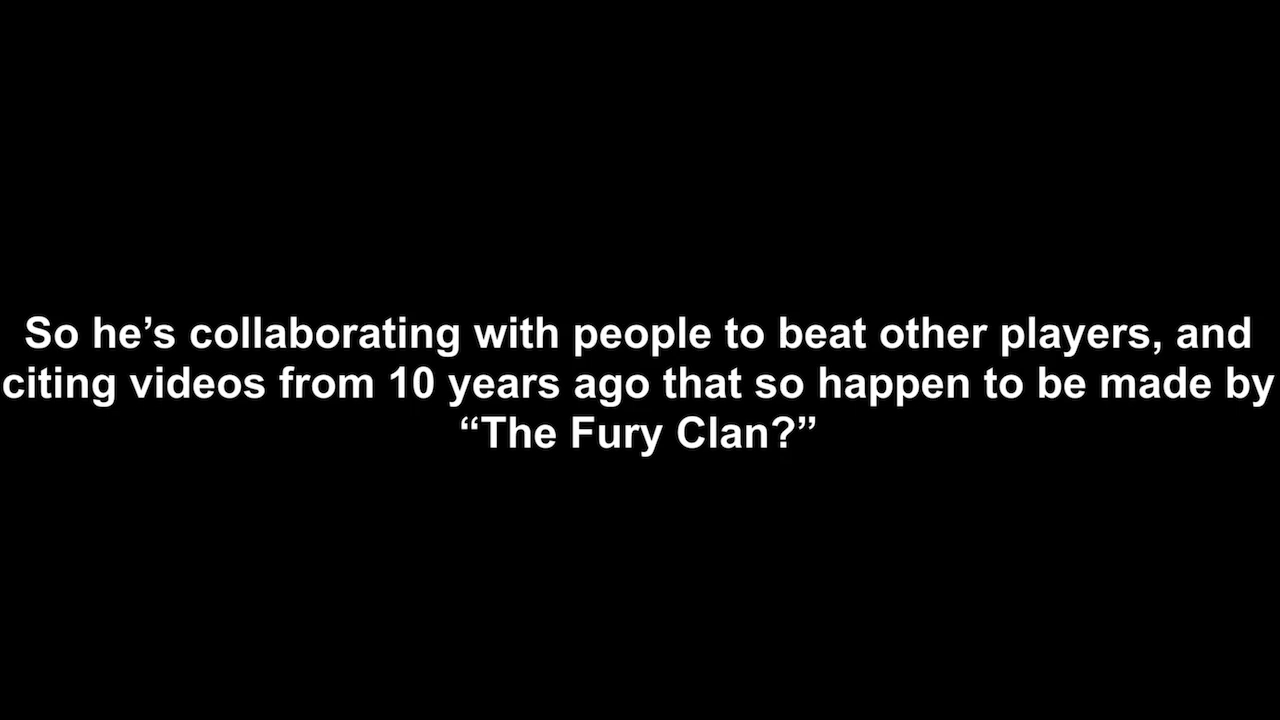 So he’s collaborating with people to beat other players, and
citing videos from 10 years ago that so happen to be made by
“The Fury Clan?”